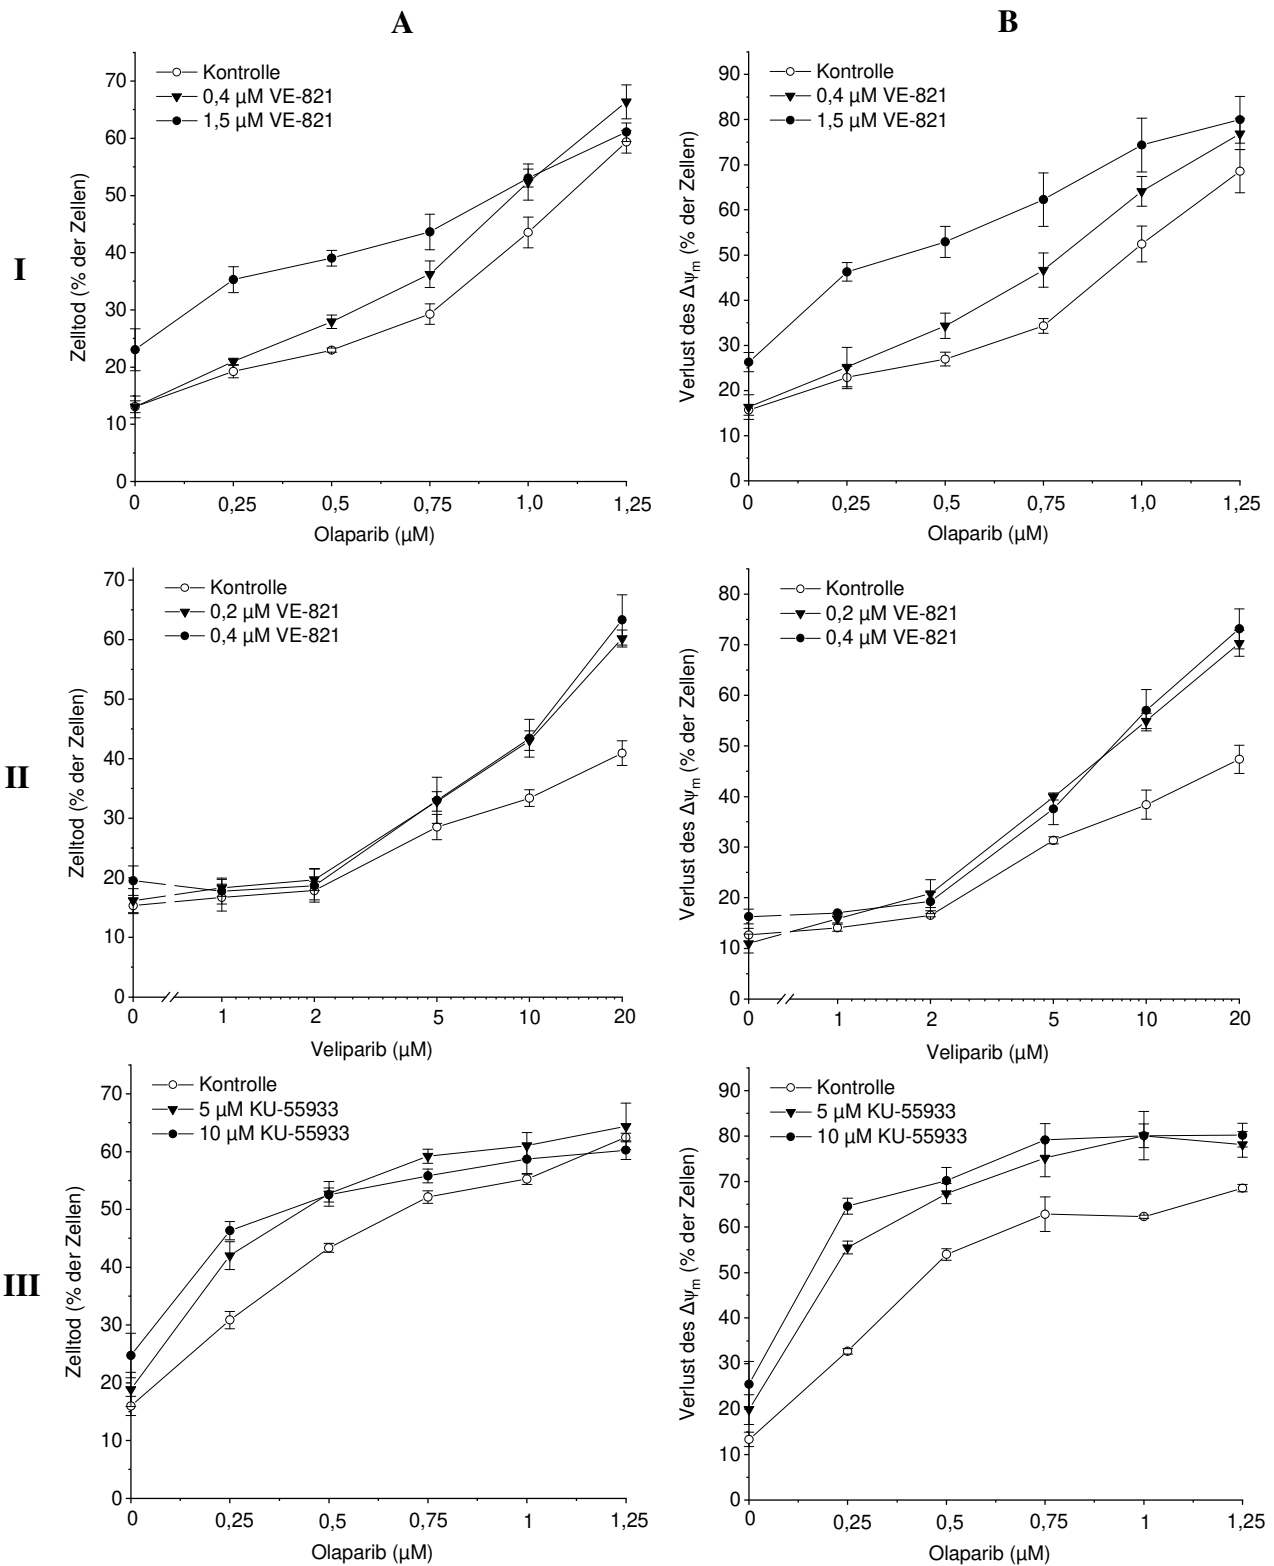 A
B
I
Zelltod (% der Zellen)
70
60
50
40
30
20
10
0
Kontrolle
0,4 µM VE-821
1,5 µM VE-821
0 0,25 0,5 0,75 1,0 1,25
Olaparib (µM)
Verlust des Δψm (% der Zellen)
90
80
70
60
50
40
30
20
10
0
Kontrolle
0,4 µM VE-821
1,5 µM VE-821
0 0,25 0,5 0,75 1,0 1,25
Olaparib (µM)
II
Zelltod (% der Zellen)
70
60
50
40
30
20
10
0
Kontrolle
0,2 µM VE-821
0,4 µM VE-821
0 1 2 5 10 20
Veliparib (µM)
Verlust des Δψm (% der Zellen)
80
70
60
50
40
30
20
10
0
Kontrolle
0,2 µM VE-821
0,4 µM VE-821
0 1 2 5 10 20
Veliparib (µM)
III
Zelltod (% der Zellen)
70
60
50
40
30
20
10
0
Kontrolle
5 µM KU-55933
10 µM KU-55933
0 0,25 0,5 0,75 1 1,25
Olaparib (µM)
Verlust des Δψm (% der Zellen)
90
80
70
60
50
40
30
20
10
0
Kontrolle
5 µM KU-55933
10 µM KU-55933
0 0,25 0,5 0,75 1 1,25
Olaparib (µM)